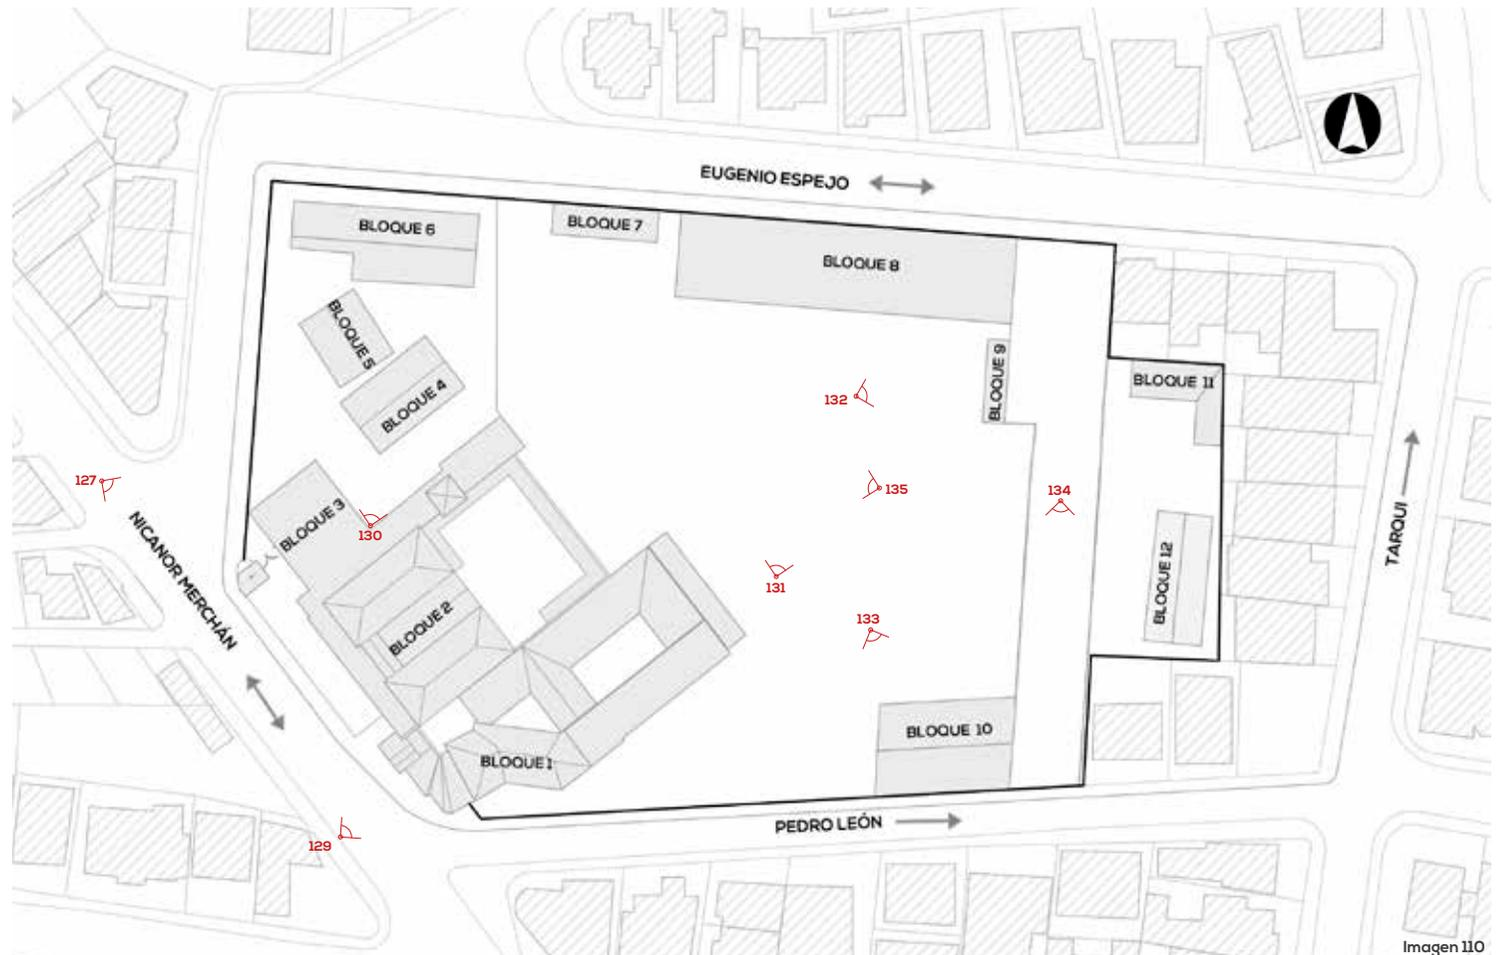 EUGENIO ESPEJO
BLOQUE 6
BLOQUE 7
BLOQUE 8
BLOQUE 5
BLOQUE 4
BLOQUE 9
BLOQUE 11
132
127
135
134
BLOQUE 3
130
NICANOR MERCHÁN
TARQUI
131
BLOQUE 12
BLOQUE 2
133
BLOQUE 10
BLOQUE 1
PEDRO LEÓN
129
Imagen 110